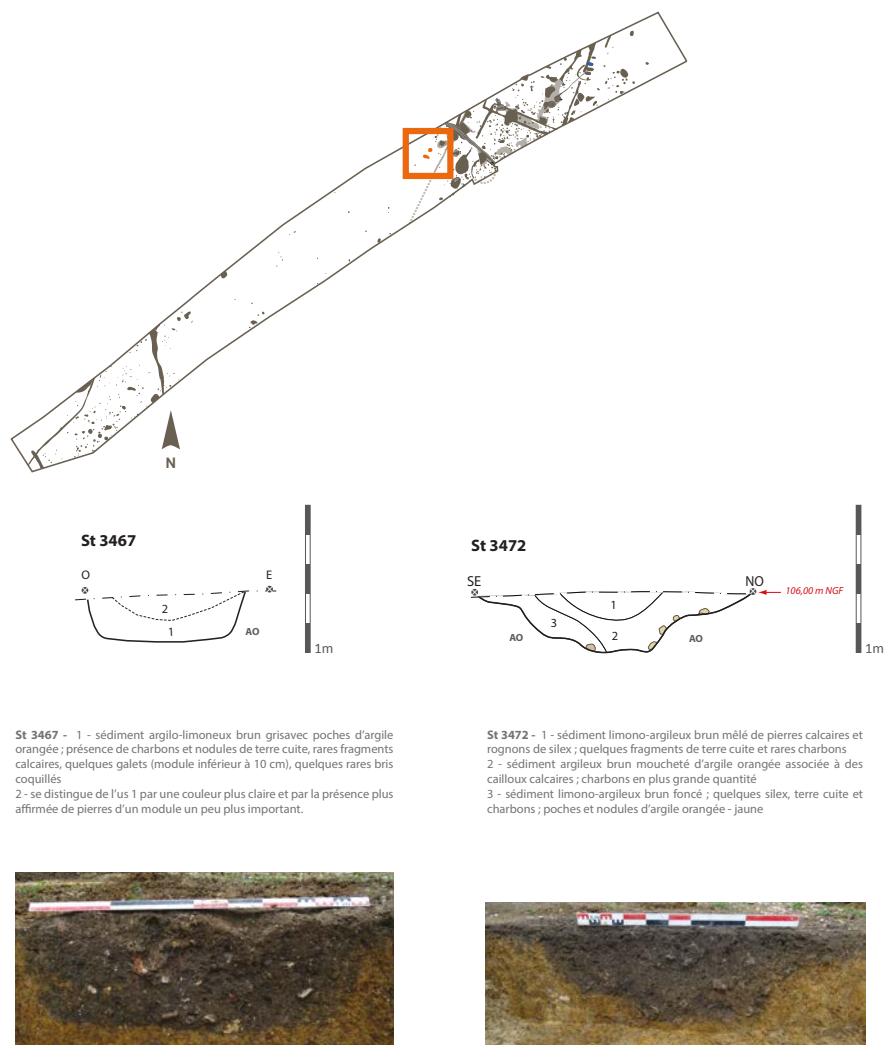 N
St 3467
O
E
2
1
AO
1m
St 3472
SE
NO
106,00 m NGF
1
3
2
AO
AO
1m
St 3467 - 1 - sédiment argilo-limoneux brun grisavec poches d'argile
orangée ; présence de charbons et nodules de terre cuite, rares fragments
calcaires, quelques galets (module inférieur à 10 cm), quelques rares bris
coquillés
2 - se distingue de l'us 1 par une couleur plus claire et par la présence plus
affirmée de pierres d'un module un peu plus important.
St 3472 - 1 - sédiment limono-argileux brun mêlé de pierres calcaires et
rognons de silex ; quelques fragments de terre cuite et rares charbons
2 - sédiment argileux brun moucheté d'argile orangée associée à des
cailloux calcaires ; charbons en plus grande quantité
3 - sédiment limono-argileux brun foncé ; quelques silex, terre cuite et
charbons ; poches et nodules d'argile orangée - jaune